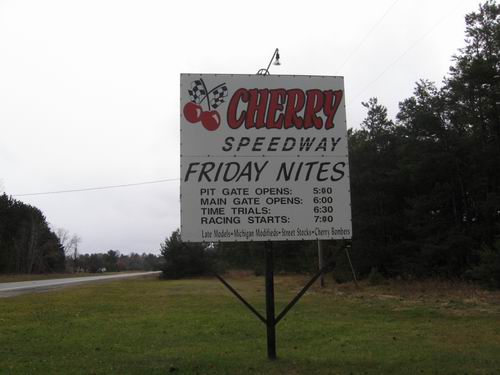 CHERRY
SPEEDWAY
FRIDAY NITES
PIT GATE OPENS: 5:00
MAIN GATE OPENS: 6:00
TIME TRIALS: 6:30
RACING STARTS: 7:00
Late Models • Michigan Modifieds • Street Stocks • Cherry Bombers